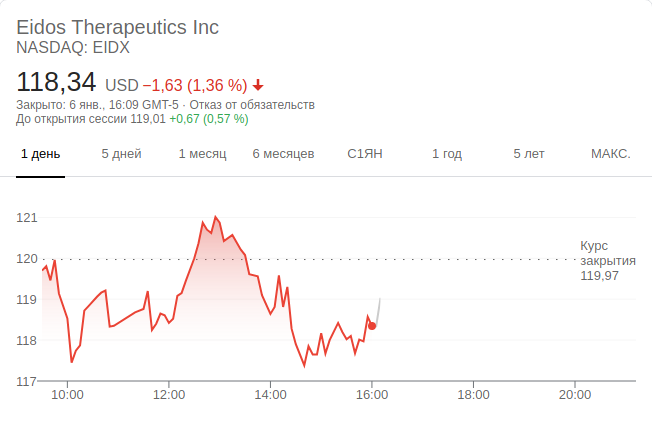 Eidos Therapeutics Inc
NASDAQ: EIDX
118,34 USD −1,63 (1,36 %)
Закрыто: 6 янв., 16:09 GMT-5 · Отказ от обязательств
До открытия сессии 119,01 +0,67 (0,57 %)
1 день 5 дней 1 месяц 6 месяцев С1ЯН 1 год 5 лет МАКС.
121
120
119
118
117
Курс
закрытия
119,97
10:00 12:00 14:00 16:00 18:00 20:00